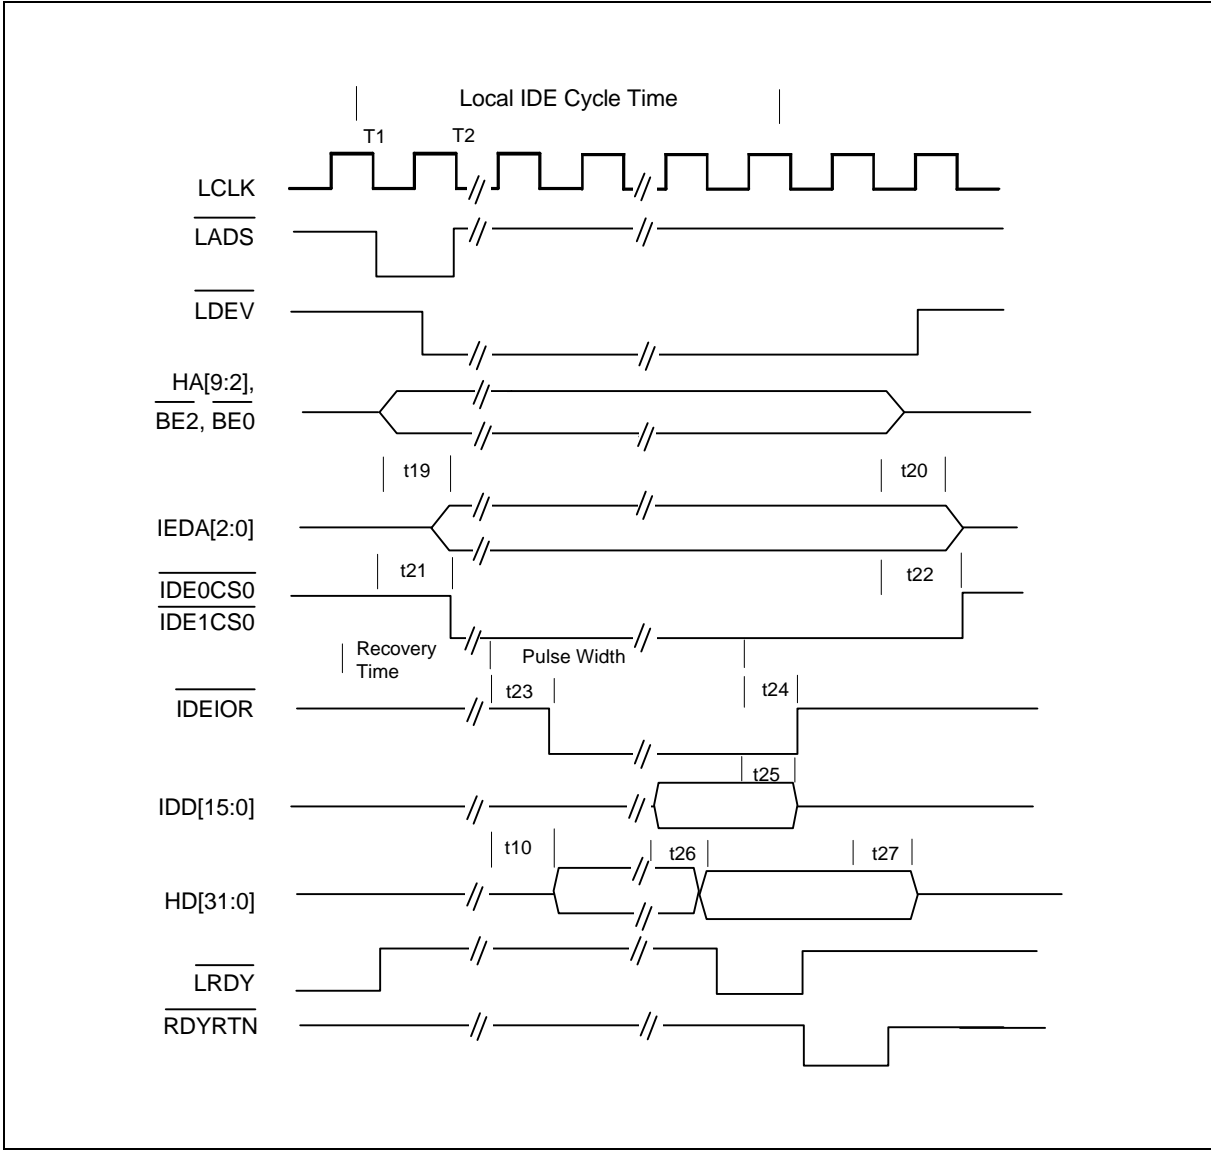 Local IDE Cycle Time
T1 T2
LCLK
LADS
LDEV
HA[9:2],
BE2, BE0
t19 t20
IEDA[2:0]
t21 t22
IDE0CS0
IDE1CS0
Recovery Time
Pulse Width
t23 t24
IDEIOR
t25
IDD[15:0]
t10 t26 t27
HD[31:0]
LRDY
RDYRTN